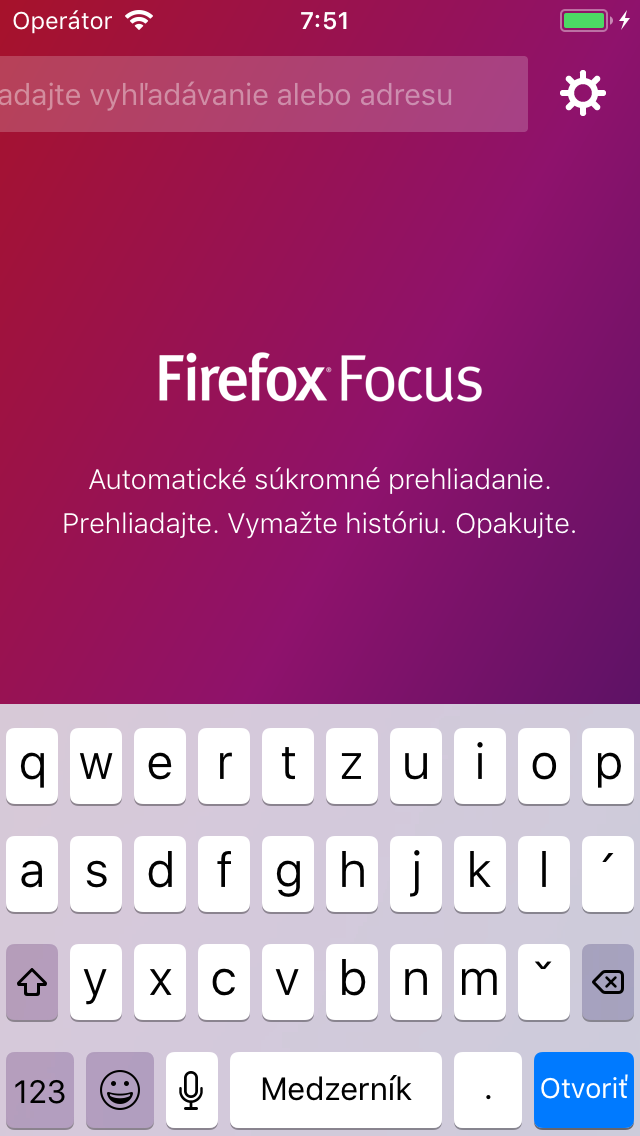 Operátor 7:51
adajte vyhľadávanie alebo adresu
Firefox® Focus
Automatické súkromné prehliadanie.
Prehliadajte. Vymažte históriu. Opakujte.
q w e r t z u i o p
a s d f g h j k l ´
y x c v b n m ˇ
123 Medzerník . Otvoriť